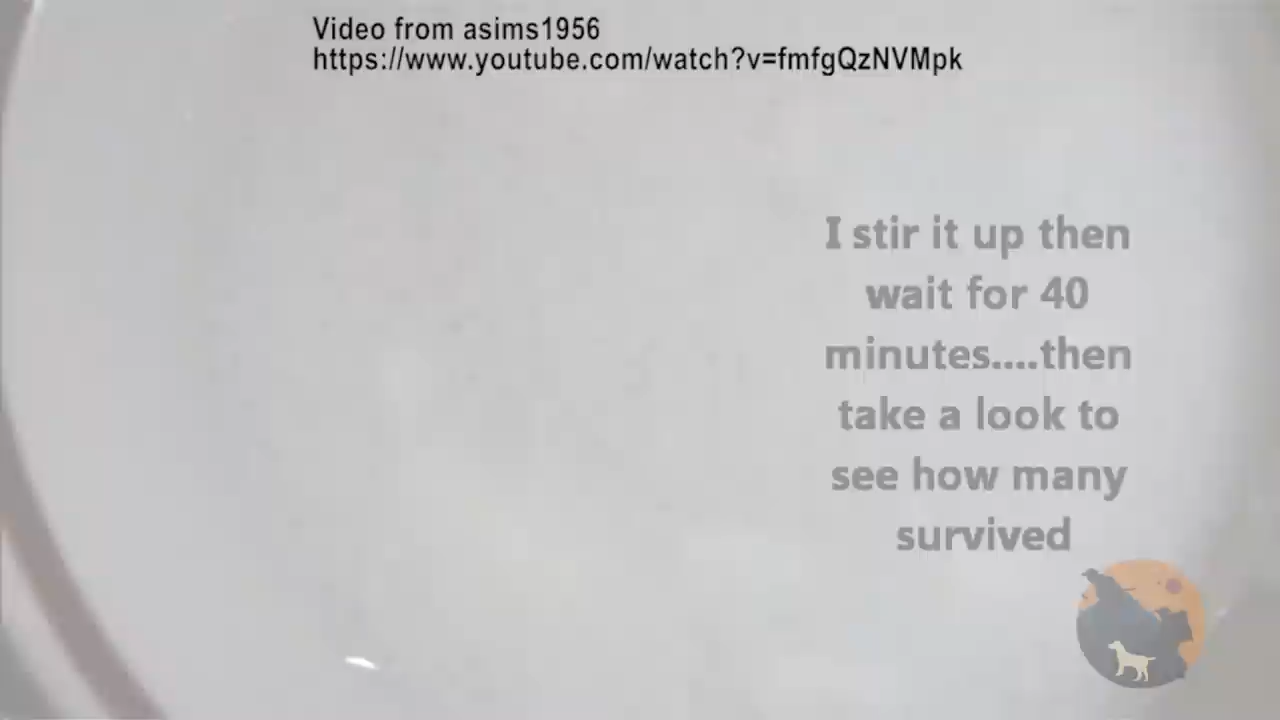 Video from asims1956
https://www.youtube.com/watch?v=fmfgQzNVMpk
I stir it up then
wait for 40
minutes....then
take a look to
see how many
survived